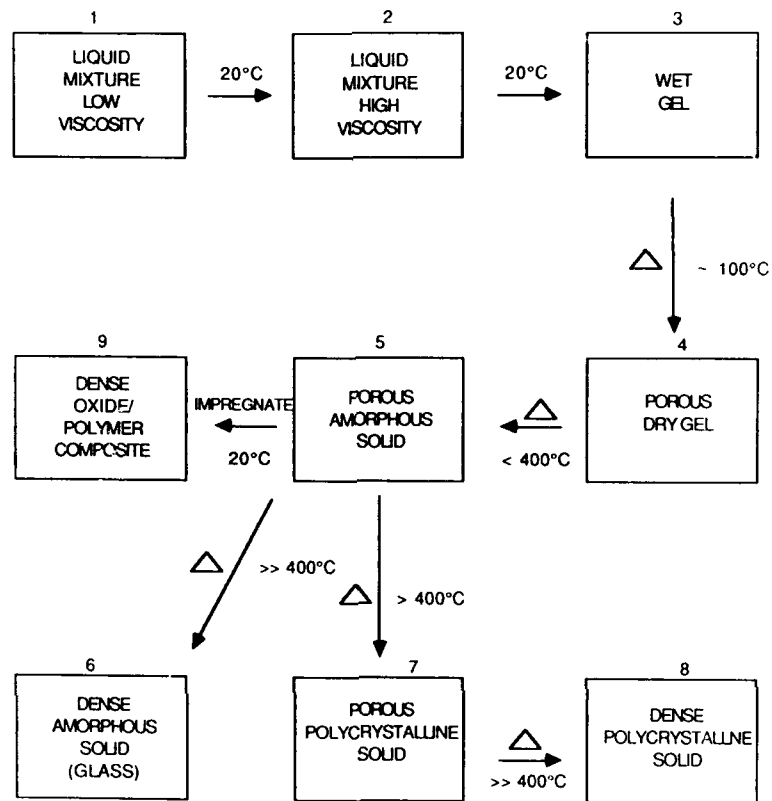 1
LIQUID
MIXTURE
LOW
VISCOSITY
20°C
2
LIQUID
MIXTURE
HIGH
VISCOSITY
20°C
3
WET
GEL
~ 100°C
4
POROUS
DRY GEL
< 400°C
5
POROUS
AMORPHOUS
SOLID
IMPREGNATE
20°C
9
DENSE
OXIDE/
POLYMER
COMPOSITE
>> 400°C
> 400°C
6
DENSE
AMORPHOUS
SOLID
(GLASS)
7
POROUS
POLYCRYSTALLINE
SOLID
>> 400°C
8
DENSE
POLYCRYSTALLNE
SOLID